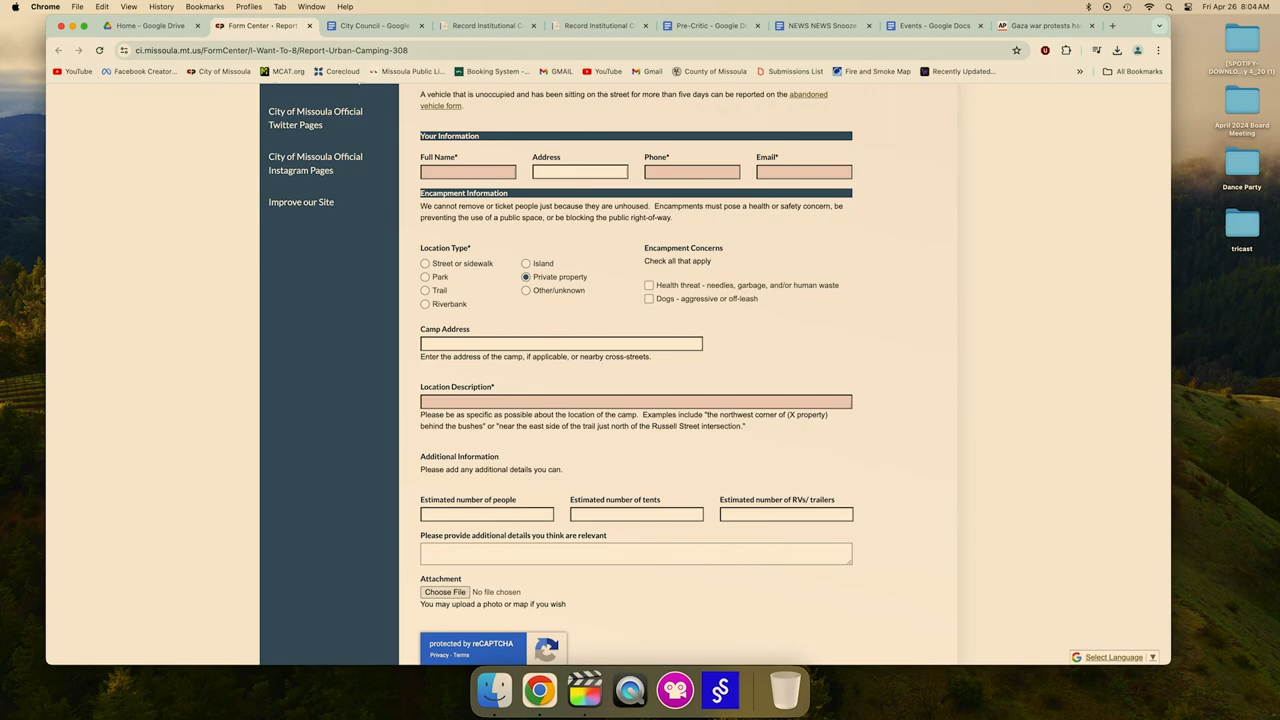 Chrome File Edit View History Bookmarks Profiles Tab Window Help Fri Apr 26 8:04 AM
Home - Google Drive Form Center • Report City Council - Google Record Institutional C Record Institutional C Pre-Critic - Google D NEWS NEWS Snooze Events - Google Docs AP Gaza war protests ha
ci.missoula.mt.us/FormCenter/I-Want-To-8/Report-Urban-Camping-308
YouTube Facebook Creator... City of Missoula MCAT.org Corecloud Missoula Public Li... Booking System -... GMAIL YouTube Gmail County of Missoula Submissions List Fire and Smoke Map Recently Updated... » All Bookmarks
City of Missoula Official
Twitter Pages
City of Missoula Official
Instagram Pages
Improve our Site
A vehicle that is unoccupied and has been sitting on the street for more than five days can be reported on the abandoned
vehicle form.
Your Information
Full Name* Address Phone* Email*
Encampment Information
We cannot remove or ticket people just because they are unhoused. Encampments must pose a health or safety concern, be
preventing the use of a public space, or be blocking the public right-of-way.
Location Type*
Street or sidewalk Island
Park Private property
Trail Other/unknown
Riverbank
Encampment Concerns
Check all that apply
Health threat - needles, garbage, and/or human waste
Dogs - aggressive or off-leash
Camp Address
Enter the address of the camp, if applicable, or nearby cross-streets.
Location Description*
Please be as specific as possible about the location of the camp. Examples include "the northwest corner of (X property)
behind the bushes" or "near the east side of the trail just north of the Russell Street intersection."
Additional Information
Please add any additional details you can.
Estimated number of people Estimated number of tents Estimated number of RVs/ trailers
Please provide additional details you think are relevant
Attachment
Choose File No file chosen
You may upload a photo or map if you wish
protected by reCAPTCHA
Privacy - Terms
Select Language ▼
[SPOTIFY-
DOWNLO...y 4_20 (1)
April 2024 Board
Meeting
Dance Party
tricast